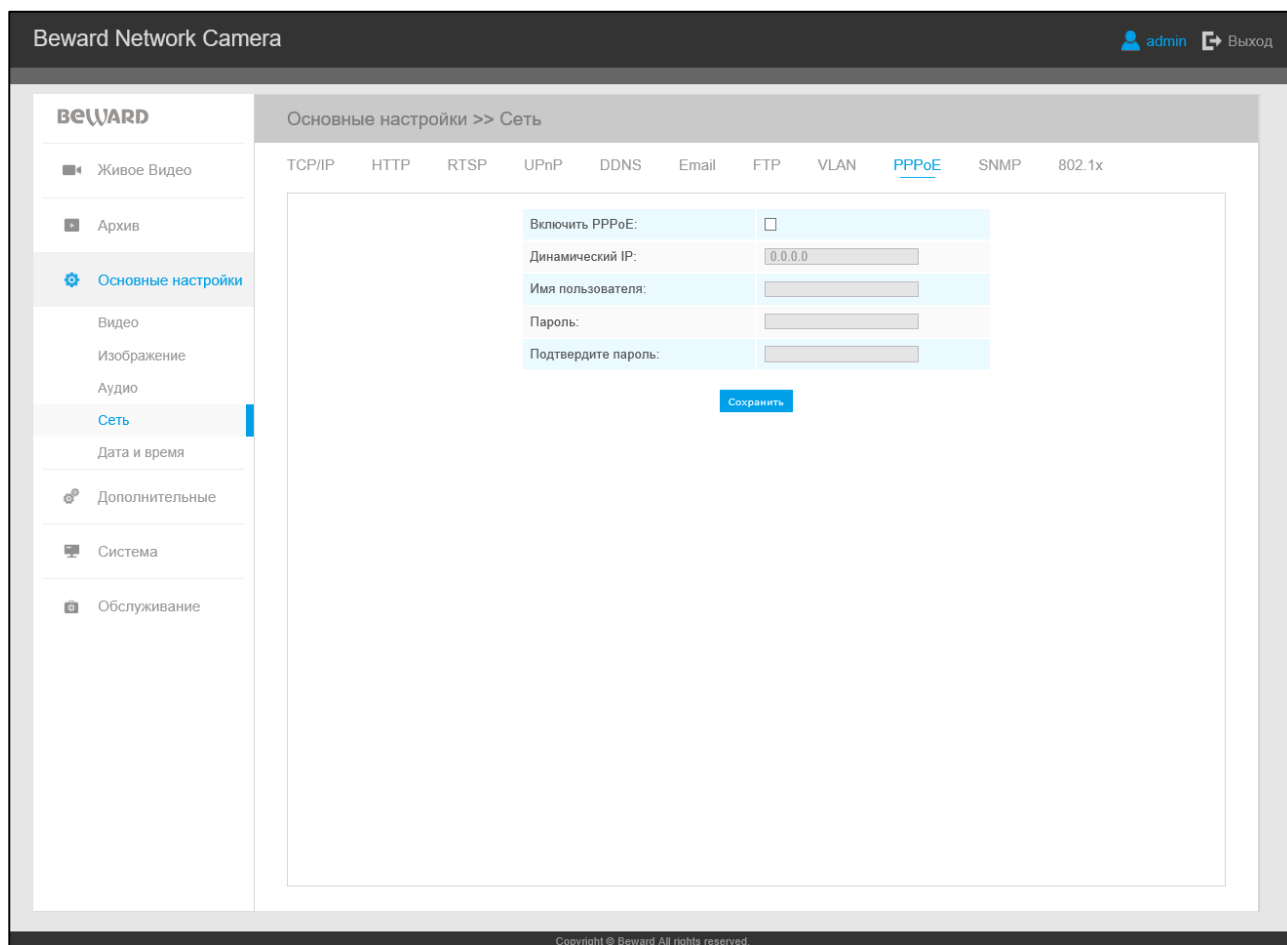 Beward Network Camera
admin Выход
BEWARD
Основные настройки >> Сеть
TCP/IP HTTP RTSP UPnP DDNS Email FTP VLAN PPPoE SNMP 802.1x
Живое Видео
Архив
Основные настройки
Видео
Изображение
Аудио
Сеть
Дата и время
Дополнительные
Система
Обслуживание
Включить PPPoE:
Динамический IP: 0.0.0.0
Имя пользователя:
Пароль:
Подтвердите пароль:
Сохранить
Copyright © Beward All rights reserved.